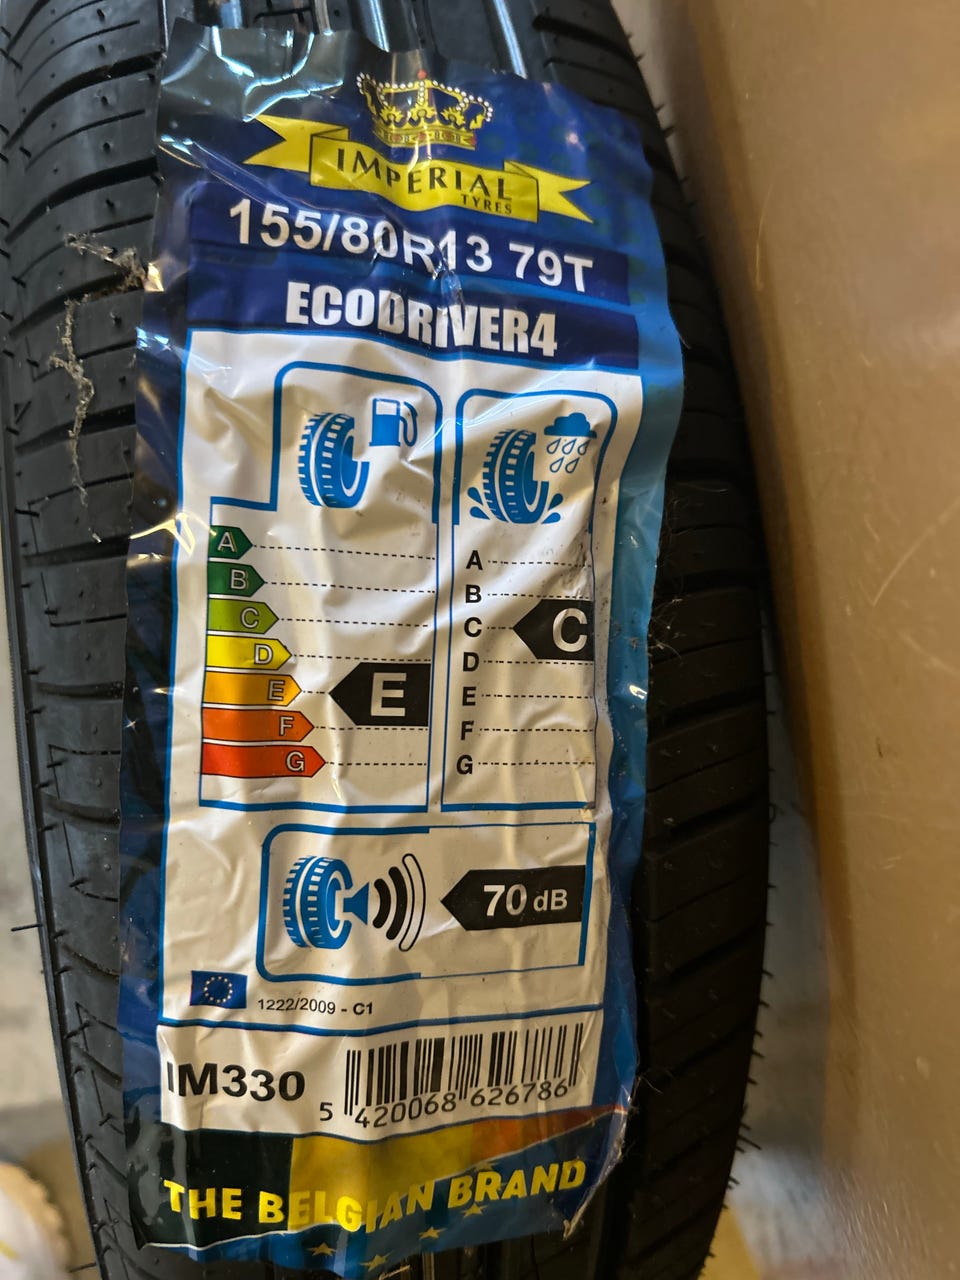 IMPERIAL
TYRES
155/80R13 79T
ECODRIVER4
A
B
C
D
E
F
G
E
A
B
C
D
E
F
G
C
70 dB
1222/2009 - C1
IM330
5 420068 626786
THE BELGIAN BRAND